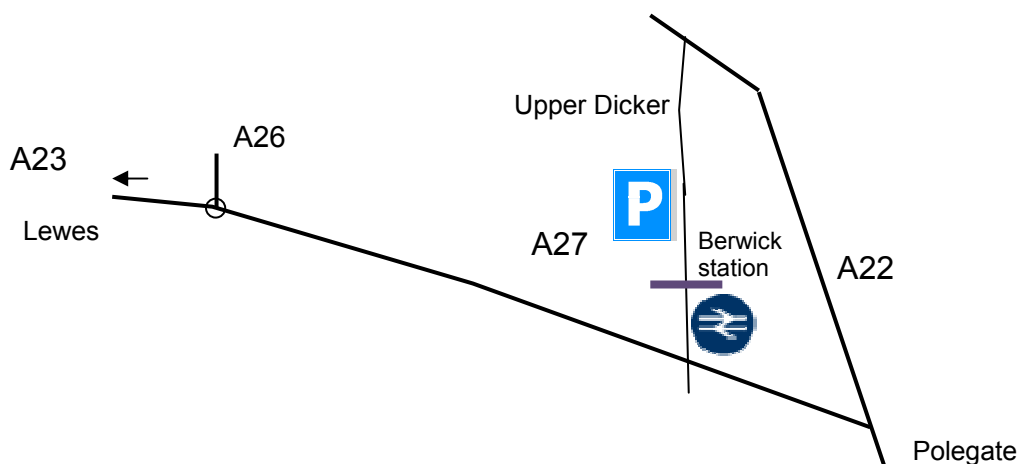 Upper Dicker
A26
A23
P
Lewes
A27
Berwick
station
A22
Polegate